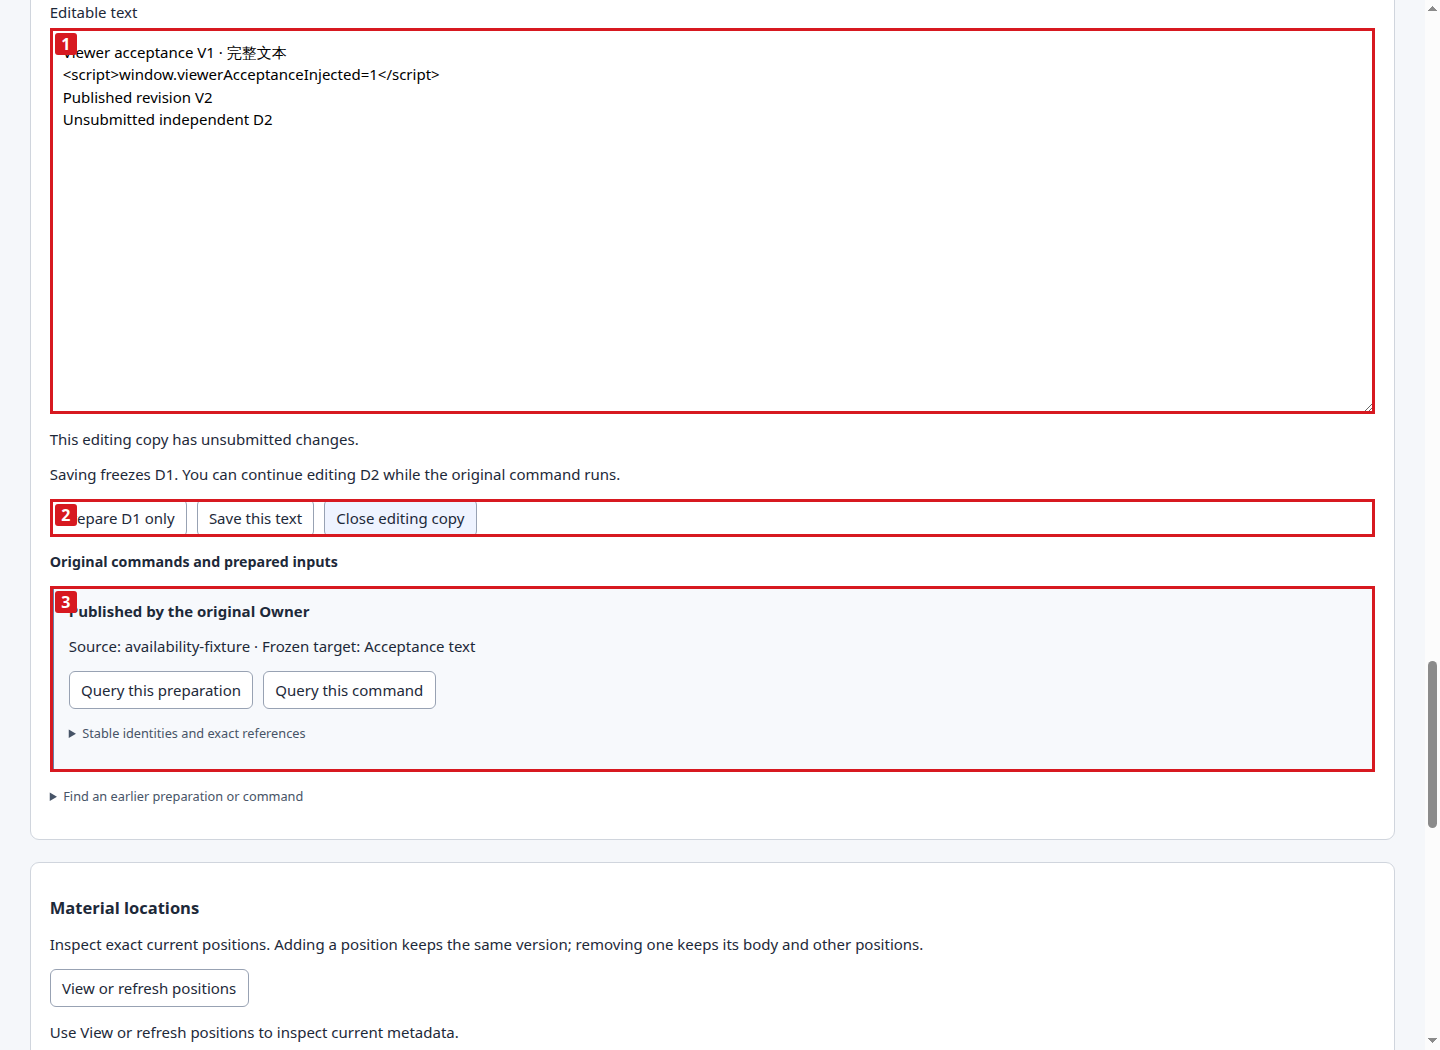 Editable text
1
iewer acceptance V1 · 完整文本
<script>window.viewerAcceptanceInjected=1</script>
Published revision V2
Unsubmitted independent D2
This editing copy has unsubmitted changes.
Saving freezes D1. You can continue editing D2 while the original command runs.
2
epare D1 only
Save this text
Close editing copy
Original commands and prepared inputs
3
Published by the original Owner
Source: availability-fixture · Frozen target: Acceptance text
Query this preparation
Query this command
Stable identities and exact references
Find an earlier preparation or command
Material locations
Inspect exact current positions. Adding a position keeps the same version; removing one keeps its body and other positions.
View or refresh positions
Use View or refresh positions to inspect current metadata.